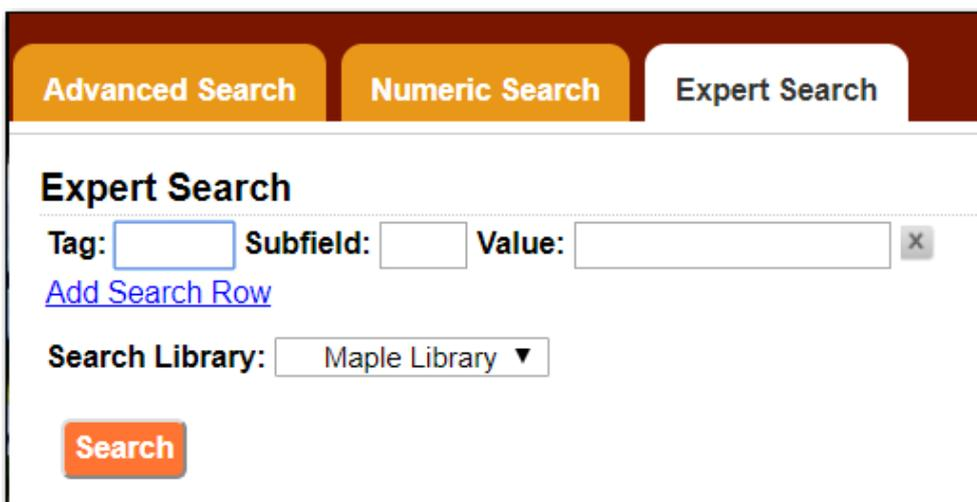 Advanced Search Numeric Search Expert Search
Expert Search
Tag: Subfield: Value: x
Add Search Row
Search Library: Maple Library ▼
Search